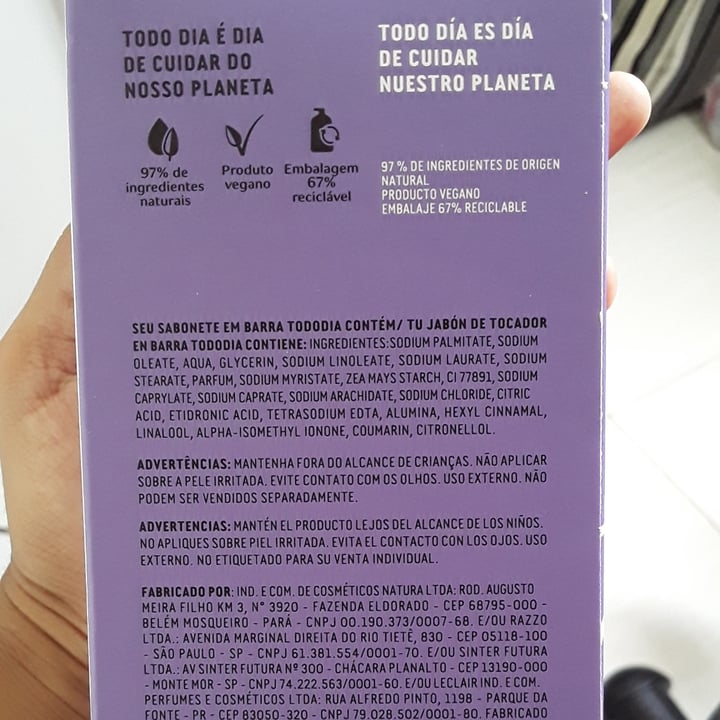 TODO DIA É DIA
DE CUIDAR DO
NOSSO PLANETA
97% de
ingredientes
naturais
Produto
vegano
Embalagem
67%
reciclável
TODO DÍA ES DÍA
DE CUIDAR
NUESTRO PLANETA
97 % DE INGREDIENTES DE ORIGEN
NATURAL
PRODUCTO VEGANO
EMBALAJE 67% RECICLABLE
SEU SABONETE EM BARRA TODODIA CONTÉM/ TU JABÓN DE TOCADOR
EN BARRA TODODIA CONTIENE: INGREDIENTES:SODIUM PALMITATE, SODIUM
OLEATE, AQUA, GLYCERIN, SODIUM LINOLEATE, SODIUM LAURATE, SODIUM
STEARATE, PARFUM, SODIUM MYRISTATE, ZEA MAYS STARCH, CI 77891, SODIUM
CAPRYLATE, SODIUM CAPRATE, SODIUM ARACHIDATE, SODIUM CHLORIDE, CITRIC
ACID, ETIDRONIC ACID, TETRASODIUM EDTA, ALUMINA, HEXYL CINNAMAL,
LINALOOL, ALPHA-ISOMETHYL IONONE, COUMARIN, CITRONELLOL.
ADVERTÊNCIAS: MANTENHA FORA DO ALCANCE DE CRIANÇAS. NÃO APLICAR
SOBRE A PELE IRRITADA. EVITE CONTATO COM OS OLHOS. USO EXTERNO. NÃO
PODEM SER VENDIDOS SEPARADAMENTE.
ADVERTENCIAS: MANTÉN EL PRODUCTO LEJOS DEL ALCANCE DE LOS NIÑOS.
NO APLIQUES SOBRE PIEL IRRITADA. EVITA EL CONTACTO CON LOS OJOS. USO
EXTERNO. NO ETIQUETADO PARA SU VENTA INDIVIDUAL.
FABRICADO POR: IND. E COM. DE COSMÉTICOS NATURA LTDA: ROD. AUGUSTO
MEIRA FILHO KM 3, N° 3920 - FAZENDA ELDORADO - CEP 68795-000 -
BELÉM MOSQUEIRO - PARÁ - CNPJ 00.190.373/0007-68. E/OU RAZZO
LTDA.: AVENIDA MARGINAL DIREITA DO RIO TIETÊ, 830 - CEP 05118-100
- SÃO PAULO - SP - CNPJ 61.381.554/0001-70. E/OU SINTER FUTURA
LTDA.: AV SINTER FUTURA Nº 300 - CHÁCARA PLANALTO - CEP 13190-000
- MONTE MOR - SP - CNPJ 74.222.563/0001-60. E/OU LECLAIR IND. E COM.
PERFUMES E COSMÉTICOS LTDA: RUA ALFREDO PINTO, 1198 - PARQUE DA
FONTE - PR - CEP 83050-320 - CNPJ 79.028.502/0001-80. FABRICADO